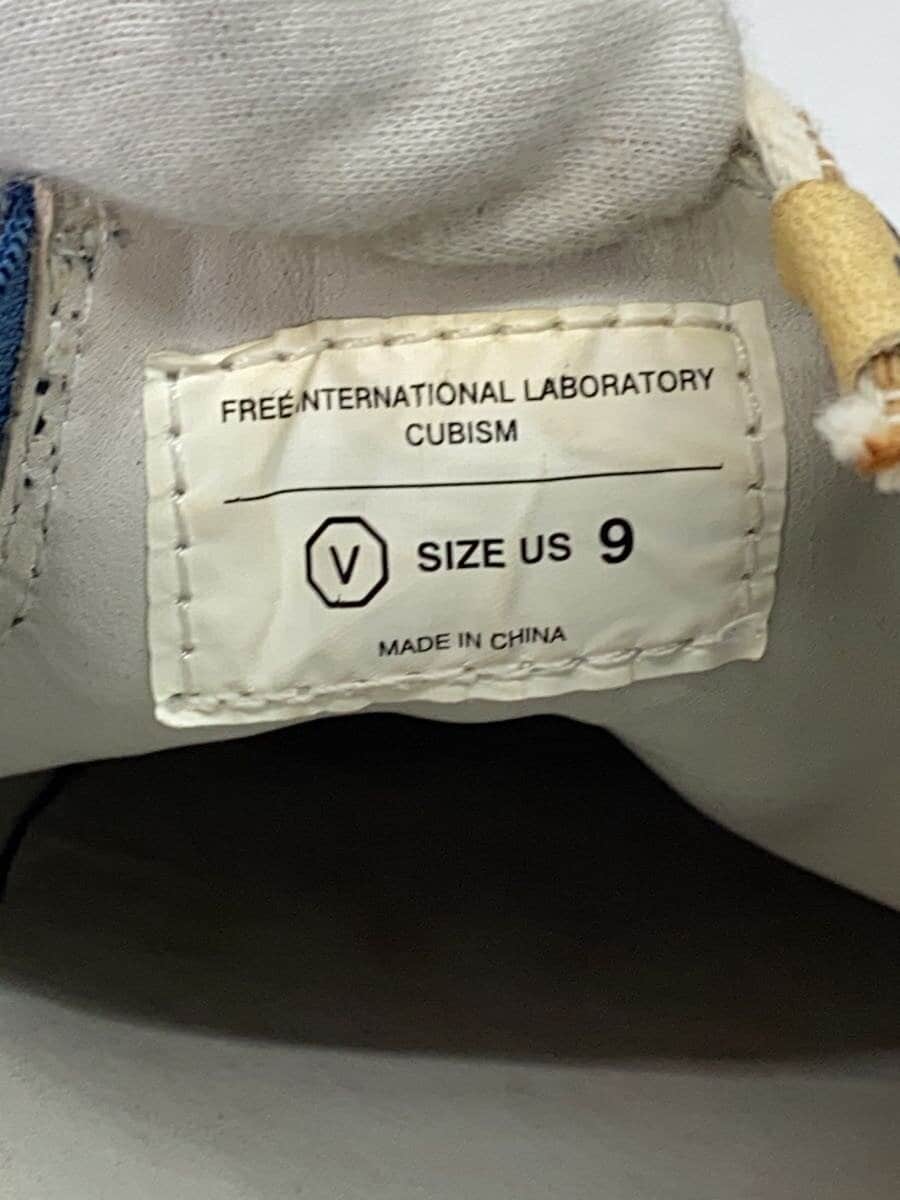 FREE INTERNATIONAL LABORATORY
CUBISM
V SIZE US 9
MADE IN CHINA